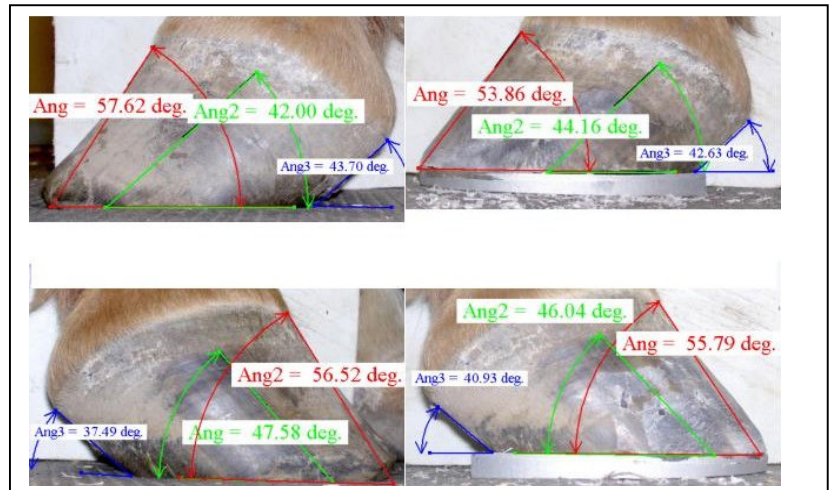 Ang = 57.62 deg.
Ang2 = 42.00 deg.
Ang3 = 43.70 deg.
Ang = 53.86 deg.
Ang2 = 44.16 deg.
Ang3 = 42.63 deg.
Ang2 = 56.52 deg.
Ang3 = 37.49 deg.
Ang = 47.58 deg.
Ang2 = 46.04 deg.
Ang = 55.79 deg.
Ang3 = 40.93 deg.